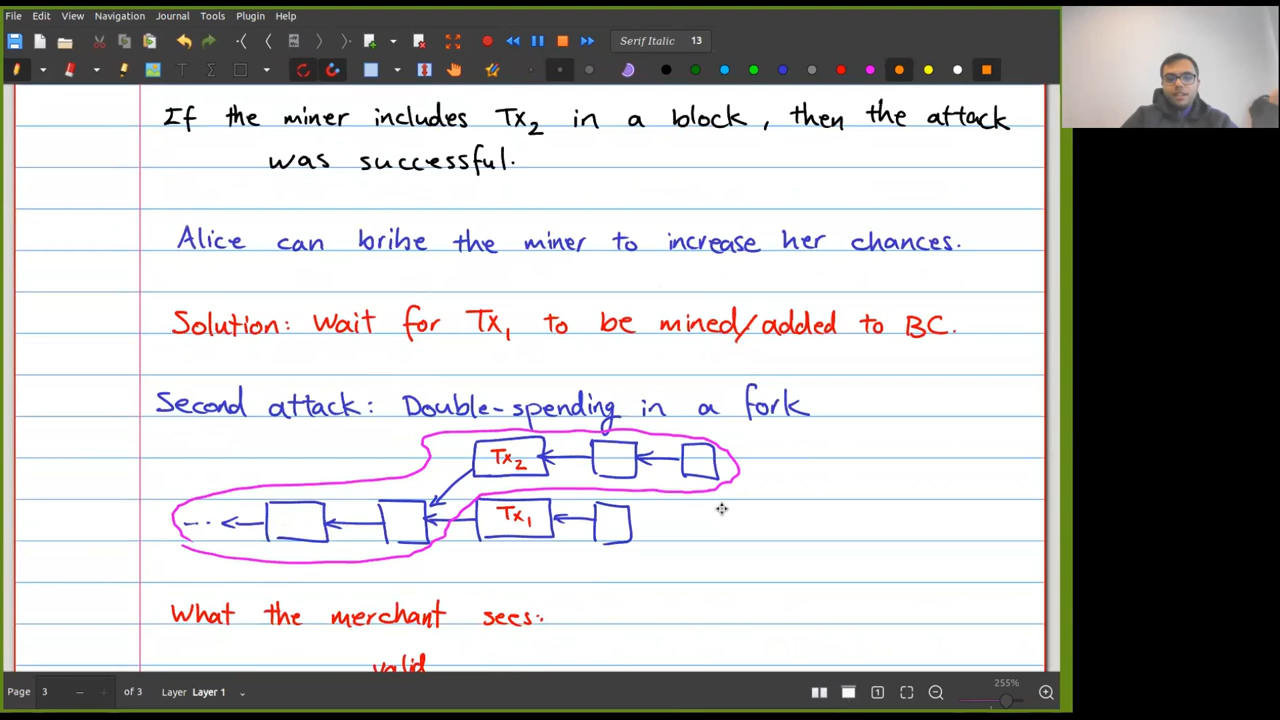 File Edit View Navigation Journal Tools Plugin Help
Serif Italic 13
If the miner includes Tx2 in a block, then the attack
was successful.
Alice can bribe the miner to increase her chances.
Solution: Wait for Tx1 to be mined/added to BC.
Second attack: Double-spending in a fork
Tx2
... Tx1
What the merchant sees:
valid
Page 3 of 3 Layer Layer 1 255%